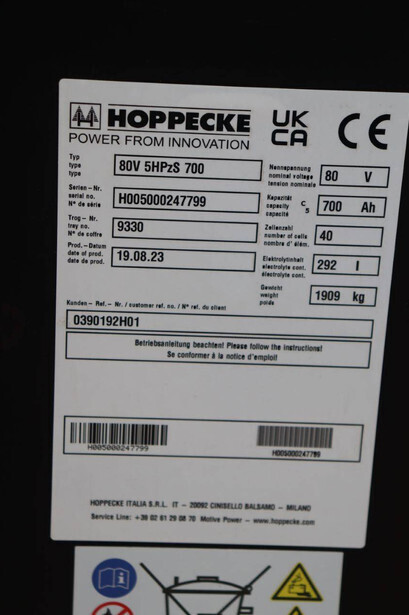 HOPPECKE
POWER FROM INNOVATION
UK
CA
CE
Typ
type
type
80V 5HPzS 700
Nennspannung
nominal voltage
tension nominale
80 V
Serien-Nr.
serial no.
N° de série
H005000247799
Kapazität
capacity
capacité
C 5
700 Ah
Trog-Nr.
tray no.
N° de coffre
9330
Zellenzahl
number of cells
nombre d' élém.
40
Prod.-Datum
date of prod.
date de prod.
19.08.23
Elektrolytinhalt
electrolyte cont.
électrolyte cont.
292 l
Gewicht
weight
poids
1909 kg
Kunden - Ref.- Nr. / customer ref. no. / N° ref. du client
0390192H01
Betriebsanleitung beachten! Please follow the instructions!
Se conformer à la notice d'emploi!
H005000247799
H005000247799
HOPPECKE ITALIA S.R.L. IT - 20092 CINISELLO BALSAMO - MILANO
Service Line: +39 02 61 29 08 70 Motive Power - www.hoppecke.com